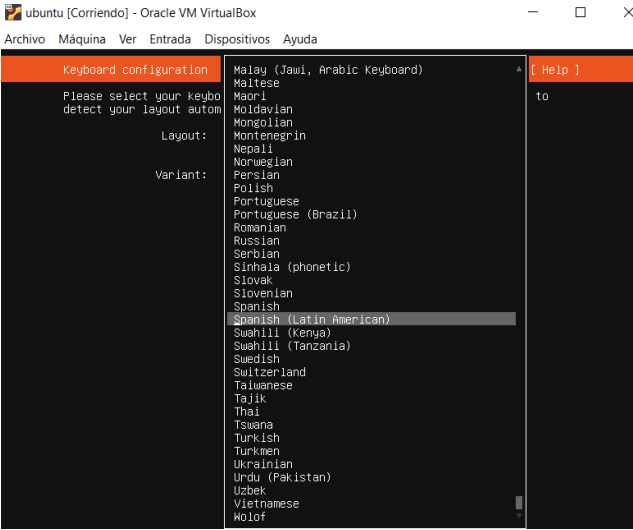 ubuntu [Corriendo] - Oracle VM VirtualBox
Archivo Máquina Ver Entrada Dispositivos Ayuda
Keyboard configuration
[ Help ]
Please select your keybo
to
detect your layout autom
Layout:
Variant:
Malay (Jawi, Arabic Keyboard)
Maltese
Maori
Moldavian
Mongolian
Montenegrin
Nepali
Norwegian
Persian
Polish
Portuguese
Portuguese (Brazil)
Romanian
Russian
Serbian
Sinhala (phonetic)
Slovak
Slovenian
Spanish
Spanish (Latin American)
Swahili (Kenya)
Swahili (Tanzania)
Swedish
Switzerland
Taiwanese
Tajik
Thai
Tswana
Turkish
Turkmen
Ukrainian
Urdu (Pakistan)
Uzbek
Vietnamese
Wolof